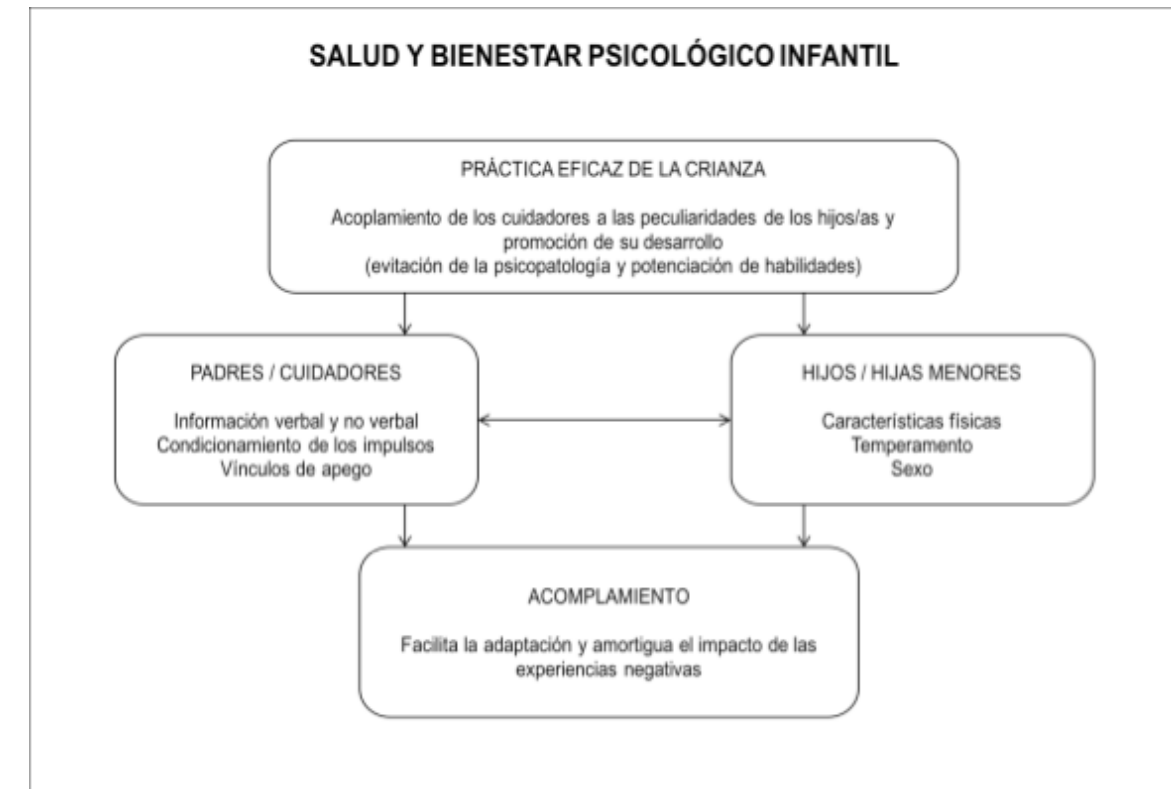 SALUD Y BIENESTAR PSICOLÓGICO INFANTIL
PRÁCTICA EFICAZ DE LA CRIANZA
Acoplamiento de los cuidadores a las peculiaridades de los hijos/as y
promoción de su desarrollo
(evitación de la psicopatología y potenciación de habilidades)
PADRES / CUIDADORES
Información verbal y no verbal
Condicionamiento de los impulsos
Vínculos de apego
HIJOS / HIJAS MENORES
Características físicas
Temperamento
Sexo
ACOMPLAMIENTO
Facilita la adaptación y amortigua el impacto de las
experiencias negativas